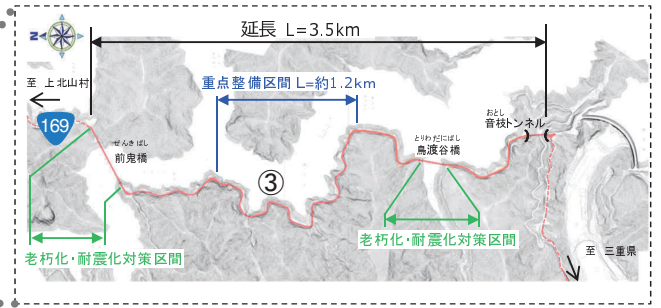 延長 L=3.5km
N
至 上北山村
重点整備区間 L=約1.2km
169
ぜんきばし
前鬼橋
とりわたにばし
鳥渡谷橋
おとし
音枝トンネル
③
老朽化・耐震化対策区間
老朽化・耐震化対策区間
至 三重県